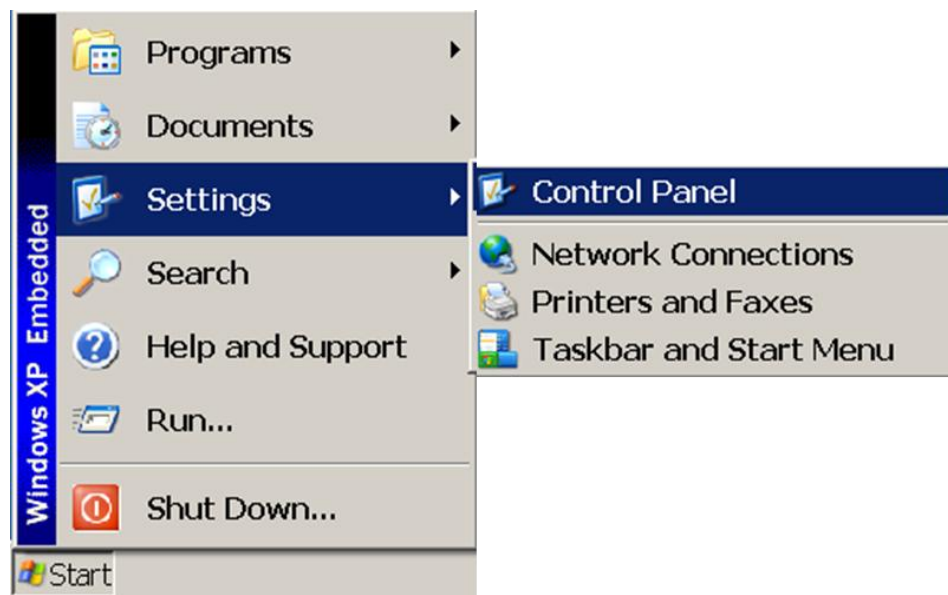 Programs
Documents
Settings
Search
Help and Support
Run...
Shut Down...
Windows XP Embedded
Start
Control Panel
Network Connections
Printers and Faxes
Taskbar and Start Menu